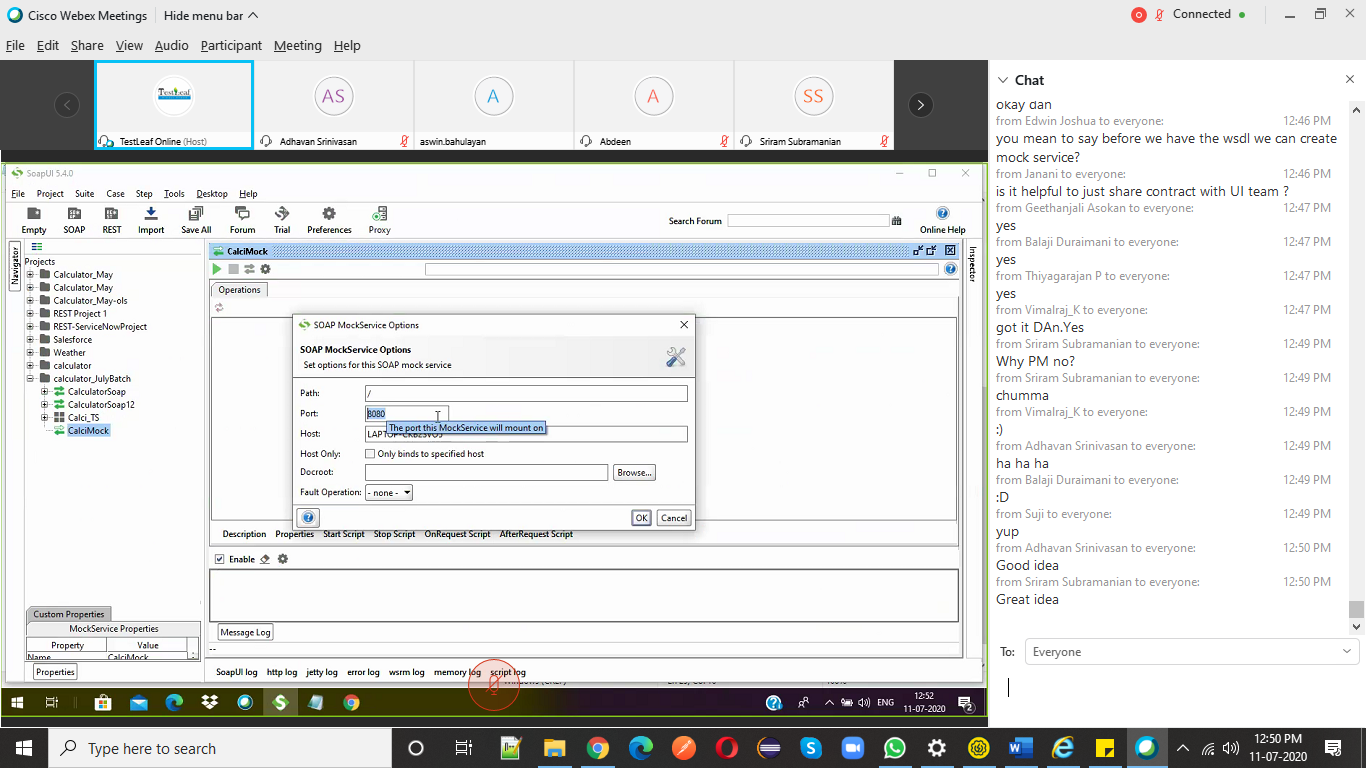 Cisco Webex Meetings
Hide menu bar
Connected
File Edit Share View Audio Participant Meeting Help
TestLeaf
AS
A
A
SS
TestLeaf Online (Host)
Adhavan Srinivasan
aswin.bahulayan
Abdeen
Sriram Subramanian
SoapUI 5.4.0
File Project Suite Case Step Tools Desktop Help
Empty SOAP REST Import Save All Forum Trial Preferences Proxy
Search Forum
Online Help
Navigator
Projects
Calculator_May
Calculator_May
Calculator_May-ols
REST Project 1
REST-ServiceNowProject
Salesforce
Weather
calculator
calculator_JulyBatch
CalculatorSoap
CalculatorSoap12
Calci_TS
CalciMock
CalciMock
Inspector
Operations
SOAP MockService Options
SOAP MockService Options
Set options for this SOAP mock service
Path: /
Port: 8080
The port this MockService will mount on
Host:
Host Only: Only binds to specified host
Docroot: Browse...
Fault Operation: - none -
OK Cancel
Description Properties Start Script Stop Script OnRequest Script AfterRequest Script
Enable
Message Log
--
Custom Properties
MockService Properties
Property Value
Name CalciMock
Properties
SoapUI log http log jetty log error log wsrm log memory log script log
ENG
12:52
11-07-2020
2
Chat
okay dan
from Edwin Joshua to everyone: 12:46 PM
you mean to say before we have the wsdl we can create
mock service?
from Janani to everyone: 12:46 PM
is it helpful to just share contract with UI team ?
from Geethanjali Asokan to everyone: 12:47 PM
yes
from Balaji Duraimani to everyone: 12:47 PM
yes
from Thiyagarajan P to everyone: 12:47 PM
yes
from Vimalraj_K to everyone: 12:47 PM
got it DAn.Yes
from Sriram Subramanian to everyone: 12:49 PM
Why PM no?
from Sriram Subramanian to everyone: 12:49 PM
chumma
from Vimalraj_K to everyone: 12:49 PM
:)
from Adhavan Srinivasan to everyone: 12:49 PM
ha ha ha
from Balaji Duraimani to everyone: 12:49 PM
:D
from Suji to everyone: 12:49 PM
yup
from Adhavan Srinivasan to everyone: 12:50 PM
Good idea
from Sriram Subramanian to everyone: 12:50 PM
Great idea
To: Everyone
Type here to search
12:50 PM
11-07-2020